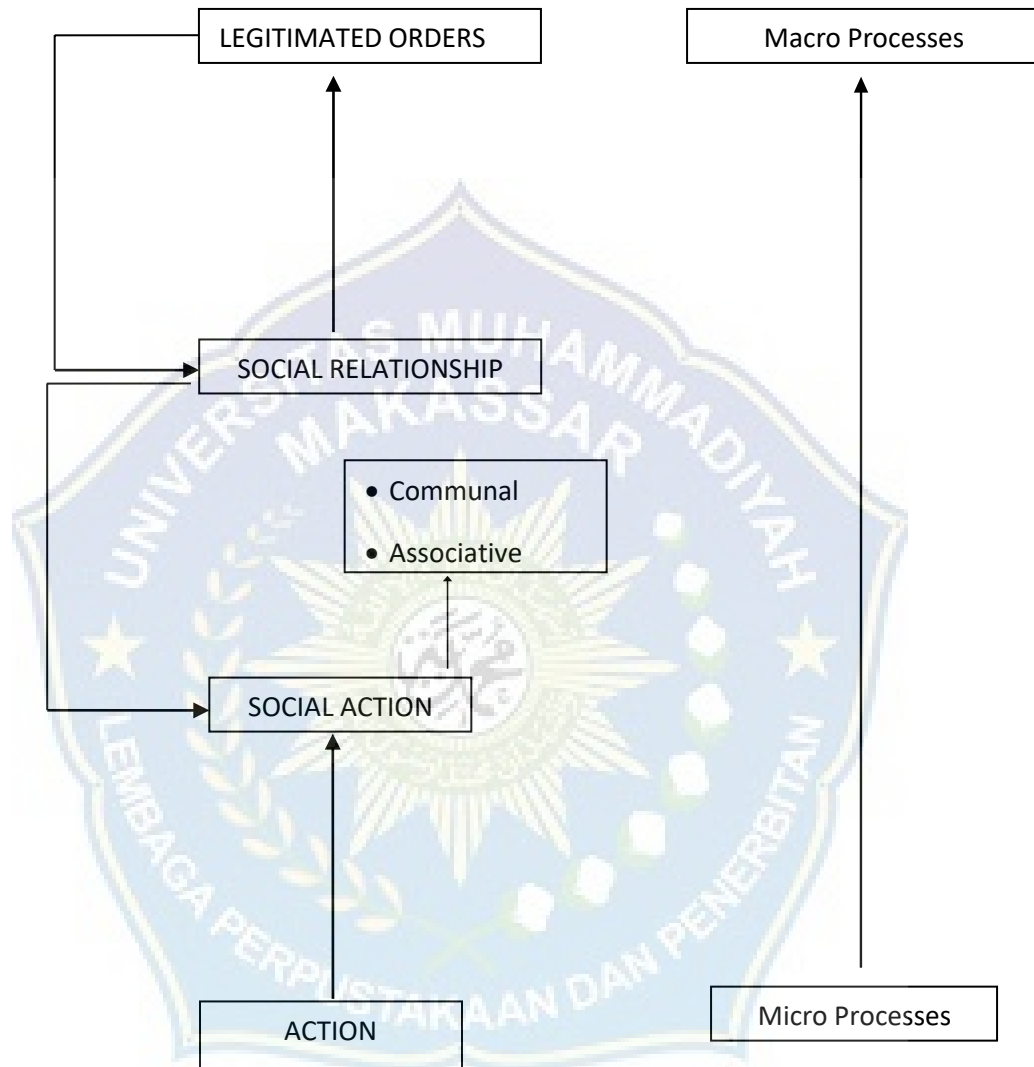 LEGITIMATED ORDERS
Macro Processes
SOCIAL RELATIONSHIP
• Communal
• Associative
SOCIAL ACTION
ACTION
Micro Processes
UNIVERSITAS MUHAMMADIYAH
MAKASSAR
LEMBAGA PERPUSTAKAAN DAN PENERBITAN